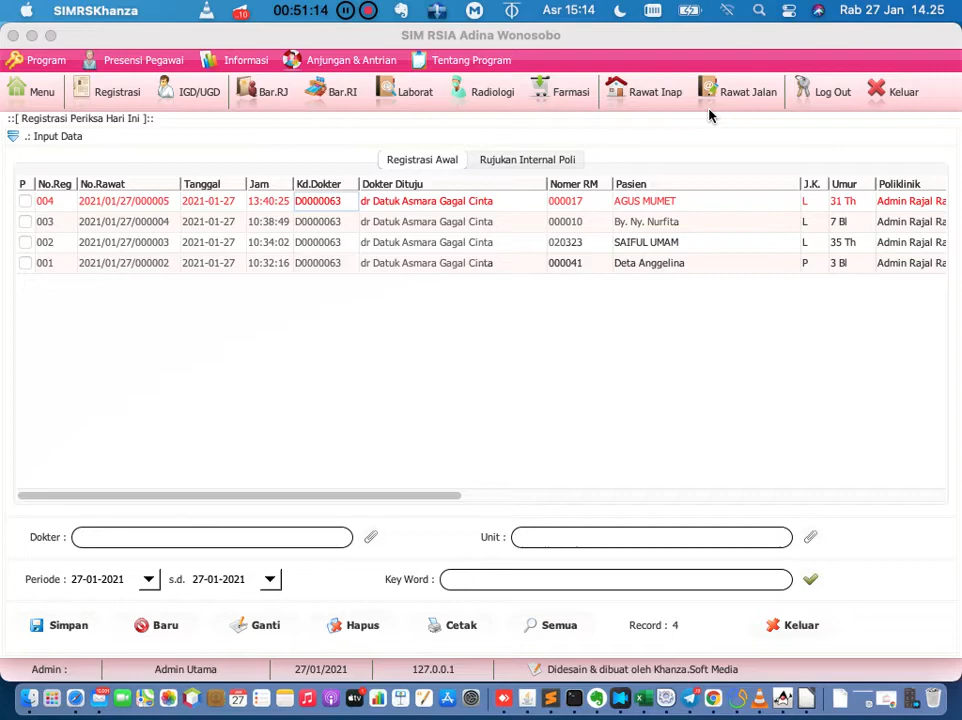 SIMRSKhanza 10 00:51:14 Asr 15:14 Rab 27 Jan 14.25
SIM RSIA Adina Wonosobo
Program Presensi Pegawai Informasi Anjungan & Antrian Tentang Program
Menu Registrasi IGD/UGD Bar.RJ Bar.RI Laborat Radiologi Farmasi Rawat Inap Rawat Jalan Log Out Keluar
::[ Registrasi Periksa Hari Ini ]::
.: Input Data
Registrasi Awal Rujukan Internal Poli
P No.Reg No.Rawat Tanggal Jam Kd.Dokter Dokter Dituju Nomer RM Pasien J.K. Umur Poliklinik
004 2021/01/27/000005 2021-01-27 13:40:25 D0000063 dr Datuk Asmara Gagal Cinta 000017 AGUS MUMET L 31 Th Admin Rajal Ra
003 2021/01/27/000004 2021-01-27 10:38:49 D0000063 dr Datuk Asmara Gagal Cinta 000010 By. Ny. Nurfita L 7 Bl Admin Rajal Ra
002 2021/01/27/000003 2021-01-27 10:34:02 D0000063 dr Datuk Asmara Gagal Cinta 020323 SAIFUL UMAM L 35 Th Admin Rajal Ra
001 2021/01/27/000002 2021-01-27 10:32:16 D0000063 dr Datuk Asmara Gagal Cinta 000041 Deta Anggelina P 3 Bl Admin Rajal Ra
Dokter : Unit :
Periode : 27-01-2021 s.d. 27-01-2021 Key Word :
Simpan Baru Ganti Hapus Cetak Semua Record : 4 Keluar
Admin : Admin Utama 27/01/2021 127.0.0.1 Didesain & dibuat oleh Khanza.Soft Media
27